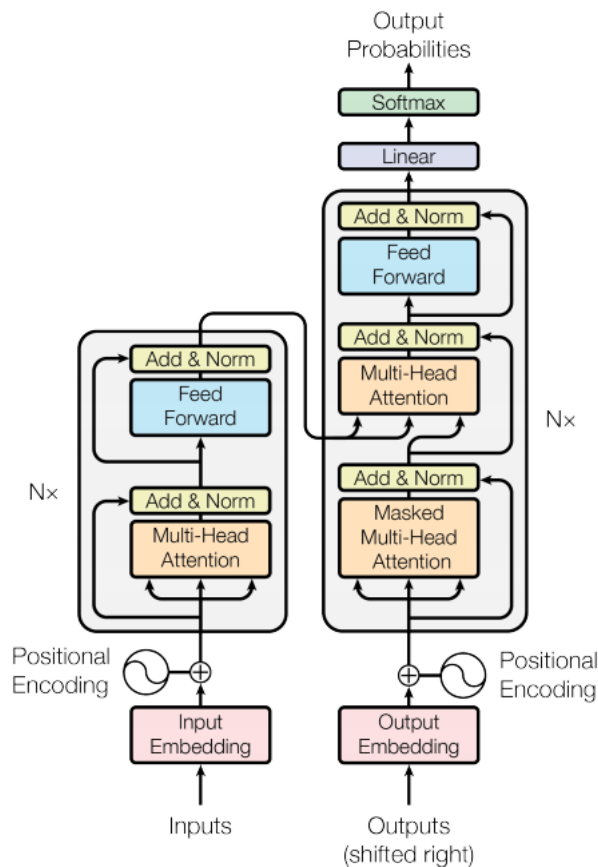 Output
Probabilities
Softmax
Linear
Add & Norm
Feed
Forward
Add & Norm
Multi-Head
Attention
Nx
Add & Norm
Masked
Multi-Head
Attention
Positional
Encoding
Output
Embedding
Outputs
(shifted right)
Add & Norm
Feed
Forward
Nx
Add & Norm
Multi-Head
Attention
Positional
Encoding
Input
Embedding
Inputs